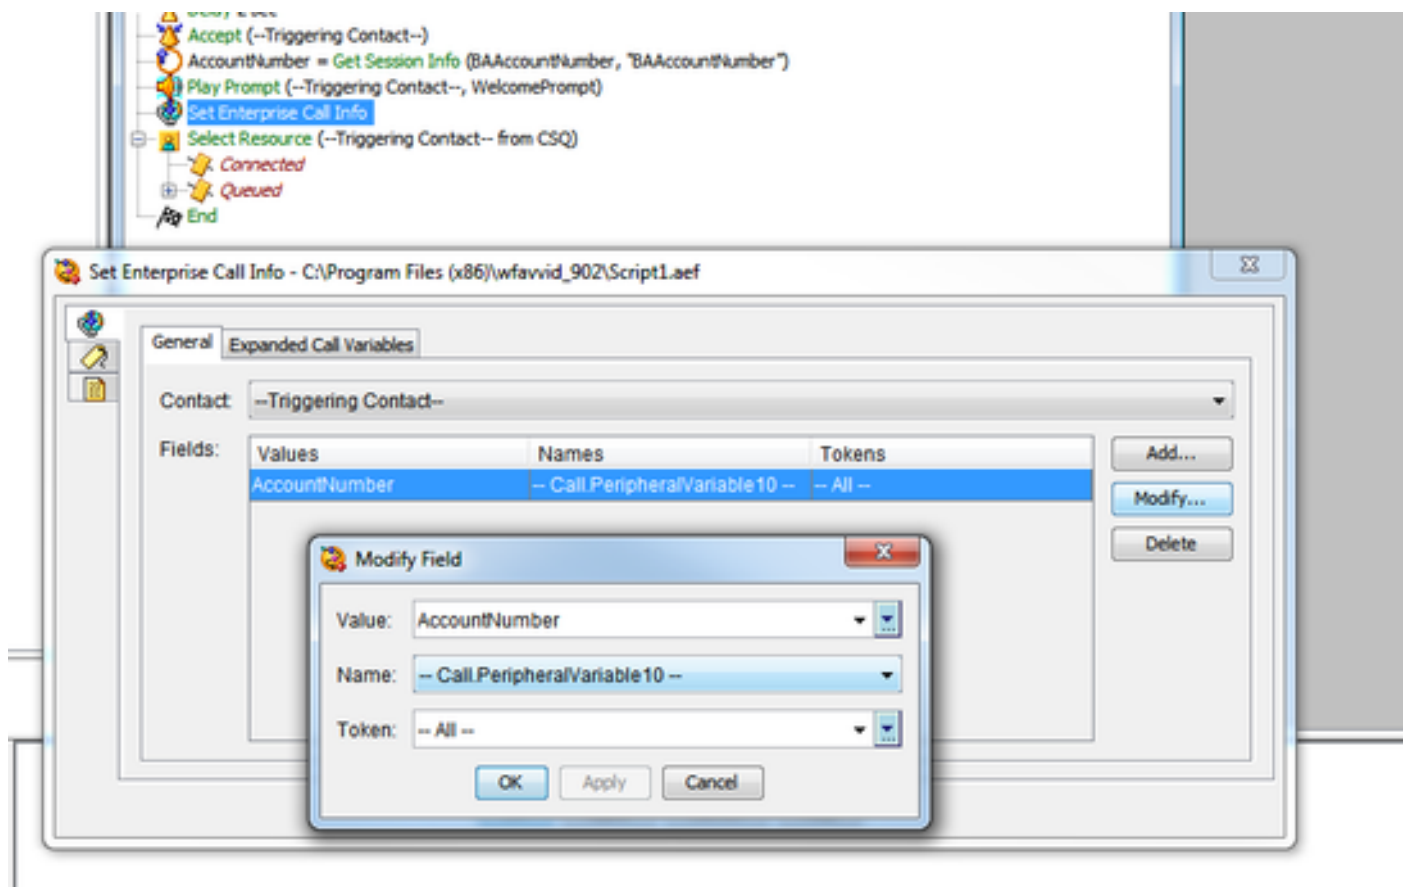 Delay 2 sec
Accept (--Triggering Contact--)
AccountNumber = Get Session Info (BAAccountNumber, "BAAccountNumber")
Play Prompt (--Triggering Contact--, WelcomePrompt)
Set Enterprise Call Info
Select Resource (--Triggering Contact-- from CSQ)
Connected
Queued
End
Set Enterprise Call Info - C:\Program Files (x86)\wfavvid_902\Script1.aef
General Expanded Call Variables
Contact: --Triggering Contact--
Fields: Values Names Tokens Add...
AccountNumber -- Call.PeripheralVariable10 -- -- All -- Modify...
Delete
Modify Field
Value: AccountNumber
Name: -- Call.PeripheralVariable10 --
Token: -- All --
OK Apply Cancel